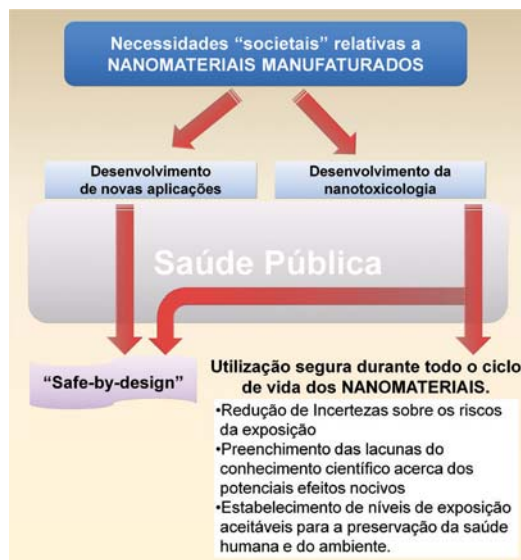 Necessidades “societais” relativas a
NANOMATERIAIS MANUFATURADOS
Desenvolvimento
de novas aplicações
Desenvolvimento da
nanotoxicologia
Saúde Pública
“Safe-by-design”
Utilização segura durante todo o ciclo
de vida dos NANOMATERIAIS.
•Redução de Incertezas sobre os riscos
da exposição
•Preenchimento das lacunas do
conhecimento científico acerca dos
potenciais efeitos nocivos
•Estabelecimento de níveis de exposição
aceitáveis para a preservação da saúde
humana e do ambiente.